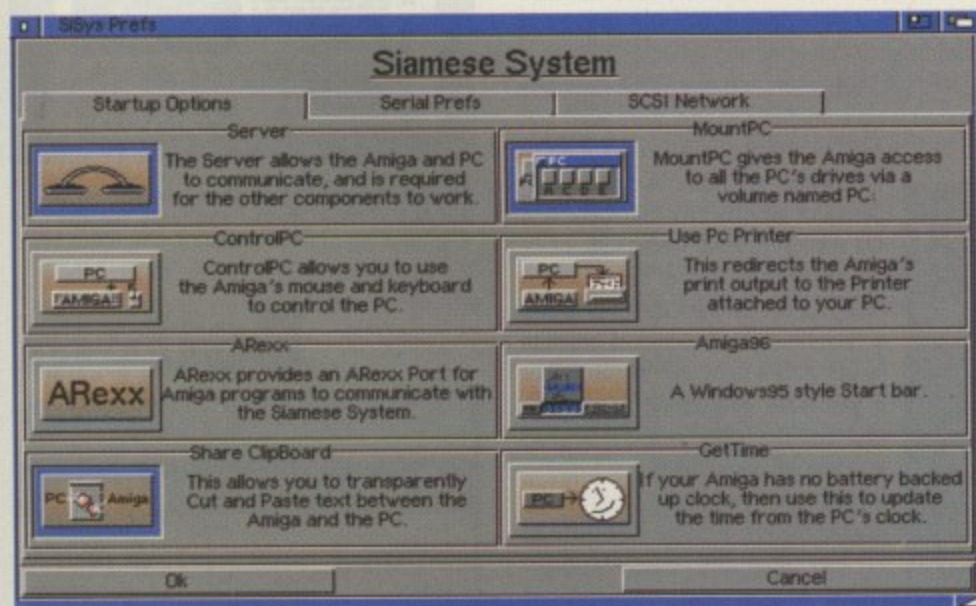 SiSys Prefs
Siamese System
Startup Options
Serial Prefs
SCSI Network
Server
The Server allows the Amiga and PC
to communicate, and is required
for the other components to work.
MountPC
PC
A C D E
MountPC gives the Amiga access
to all the PC's drives via a
volume named PC:
ControlPC
PC
AMIGA
ControlPC allows you to use
the Amiga's mouse and keyboard
to control the PC.
Use Pc Printer
PC
AMIGA
This redirects the Amiga's
print output to the Printer
attached to your PC.
ARexx
ARexx
ARexx provides an ARexx Port for
Amiga programs to communicate with
the Siamese System.
Amiga96
A Windows95 style Start bar.
Share ClipBoard
PC Amiga
This allows you to transparently
Cut and Paste text between the
Amiga and the PC.
GetTime
PC
If your Amiga has no battery backed
up clock, then use this to update
the time from the PC's clock.
Ok
Cancel